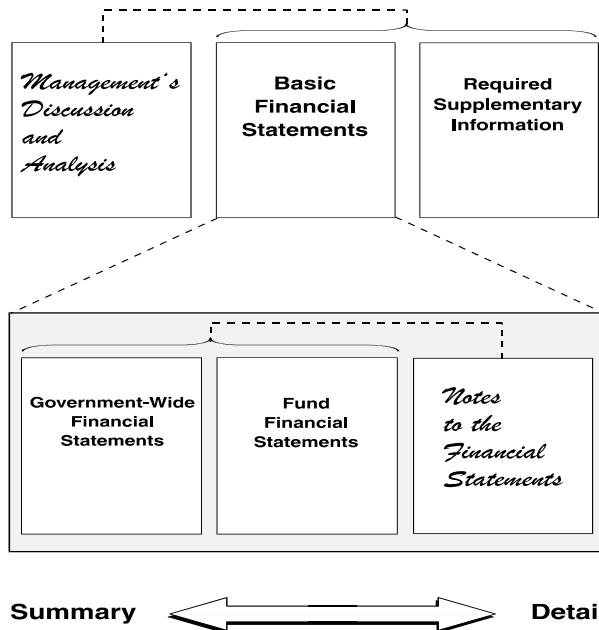 Management's
Discussion
and
Analysis
Basic
Financial
Statements
Required
Supplementary
Information
Government-Wide
Financial
Statements
Fund
Financial
Statements
Notes
to the
Financial
Statements
Summary
Detai